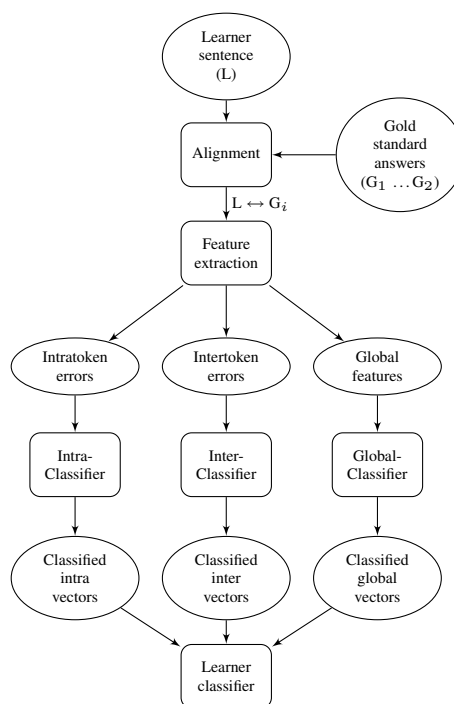 Learner
sentence
(L)
Alignment
Gold
standard
answers
(G₁ …G₂)
L ↔ Gᵢ
Feature
extraction
Intratoken
errors
Intertoken
errors
Global
features
Intra-
Classifier
Inter-
Classifier
Global-
Classifier
Classified
intra
vectors
Classified
inter
vectors
Classified
global
vectors
Learner
classifier